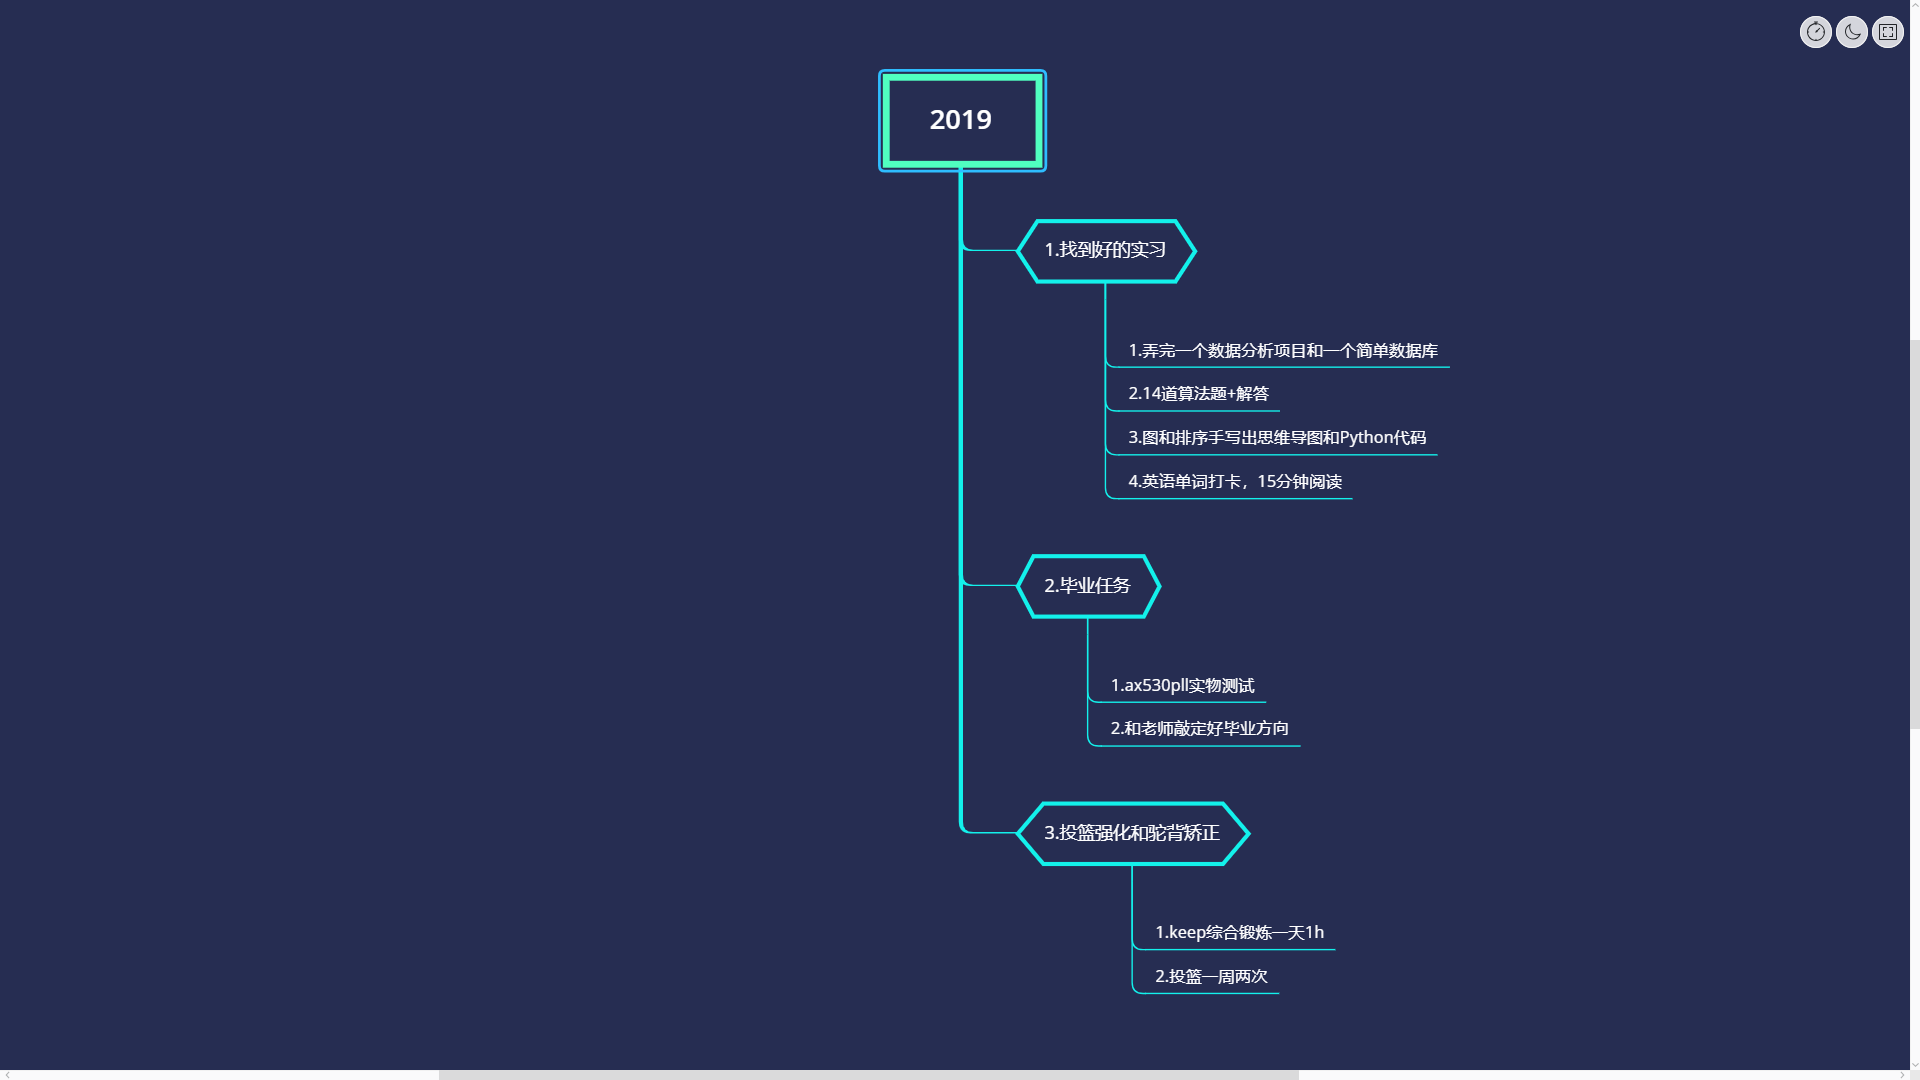 2019
1.找到好的实习
1.弄完一个数据分析项目和一个简单数据库
2.14道算法题+解答
3.图和排序手写出思维导图和Python代码
4.英语单词打卡，15分钟阅读
2.毕业任务
1.ax530pll实物测试
2.和老师敲定好毕业方向
3.投篮强化和驼背矫正
1.keep综合锻炼一天1h
2.投篮一周两次